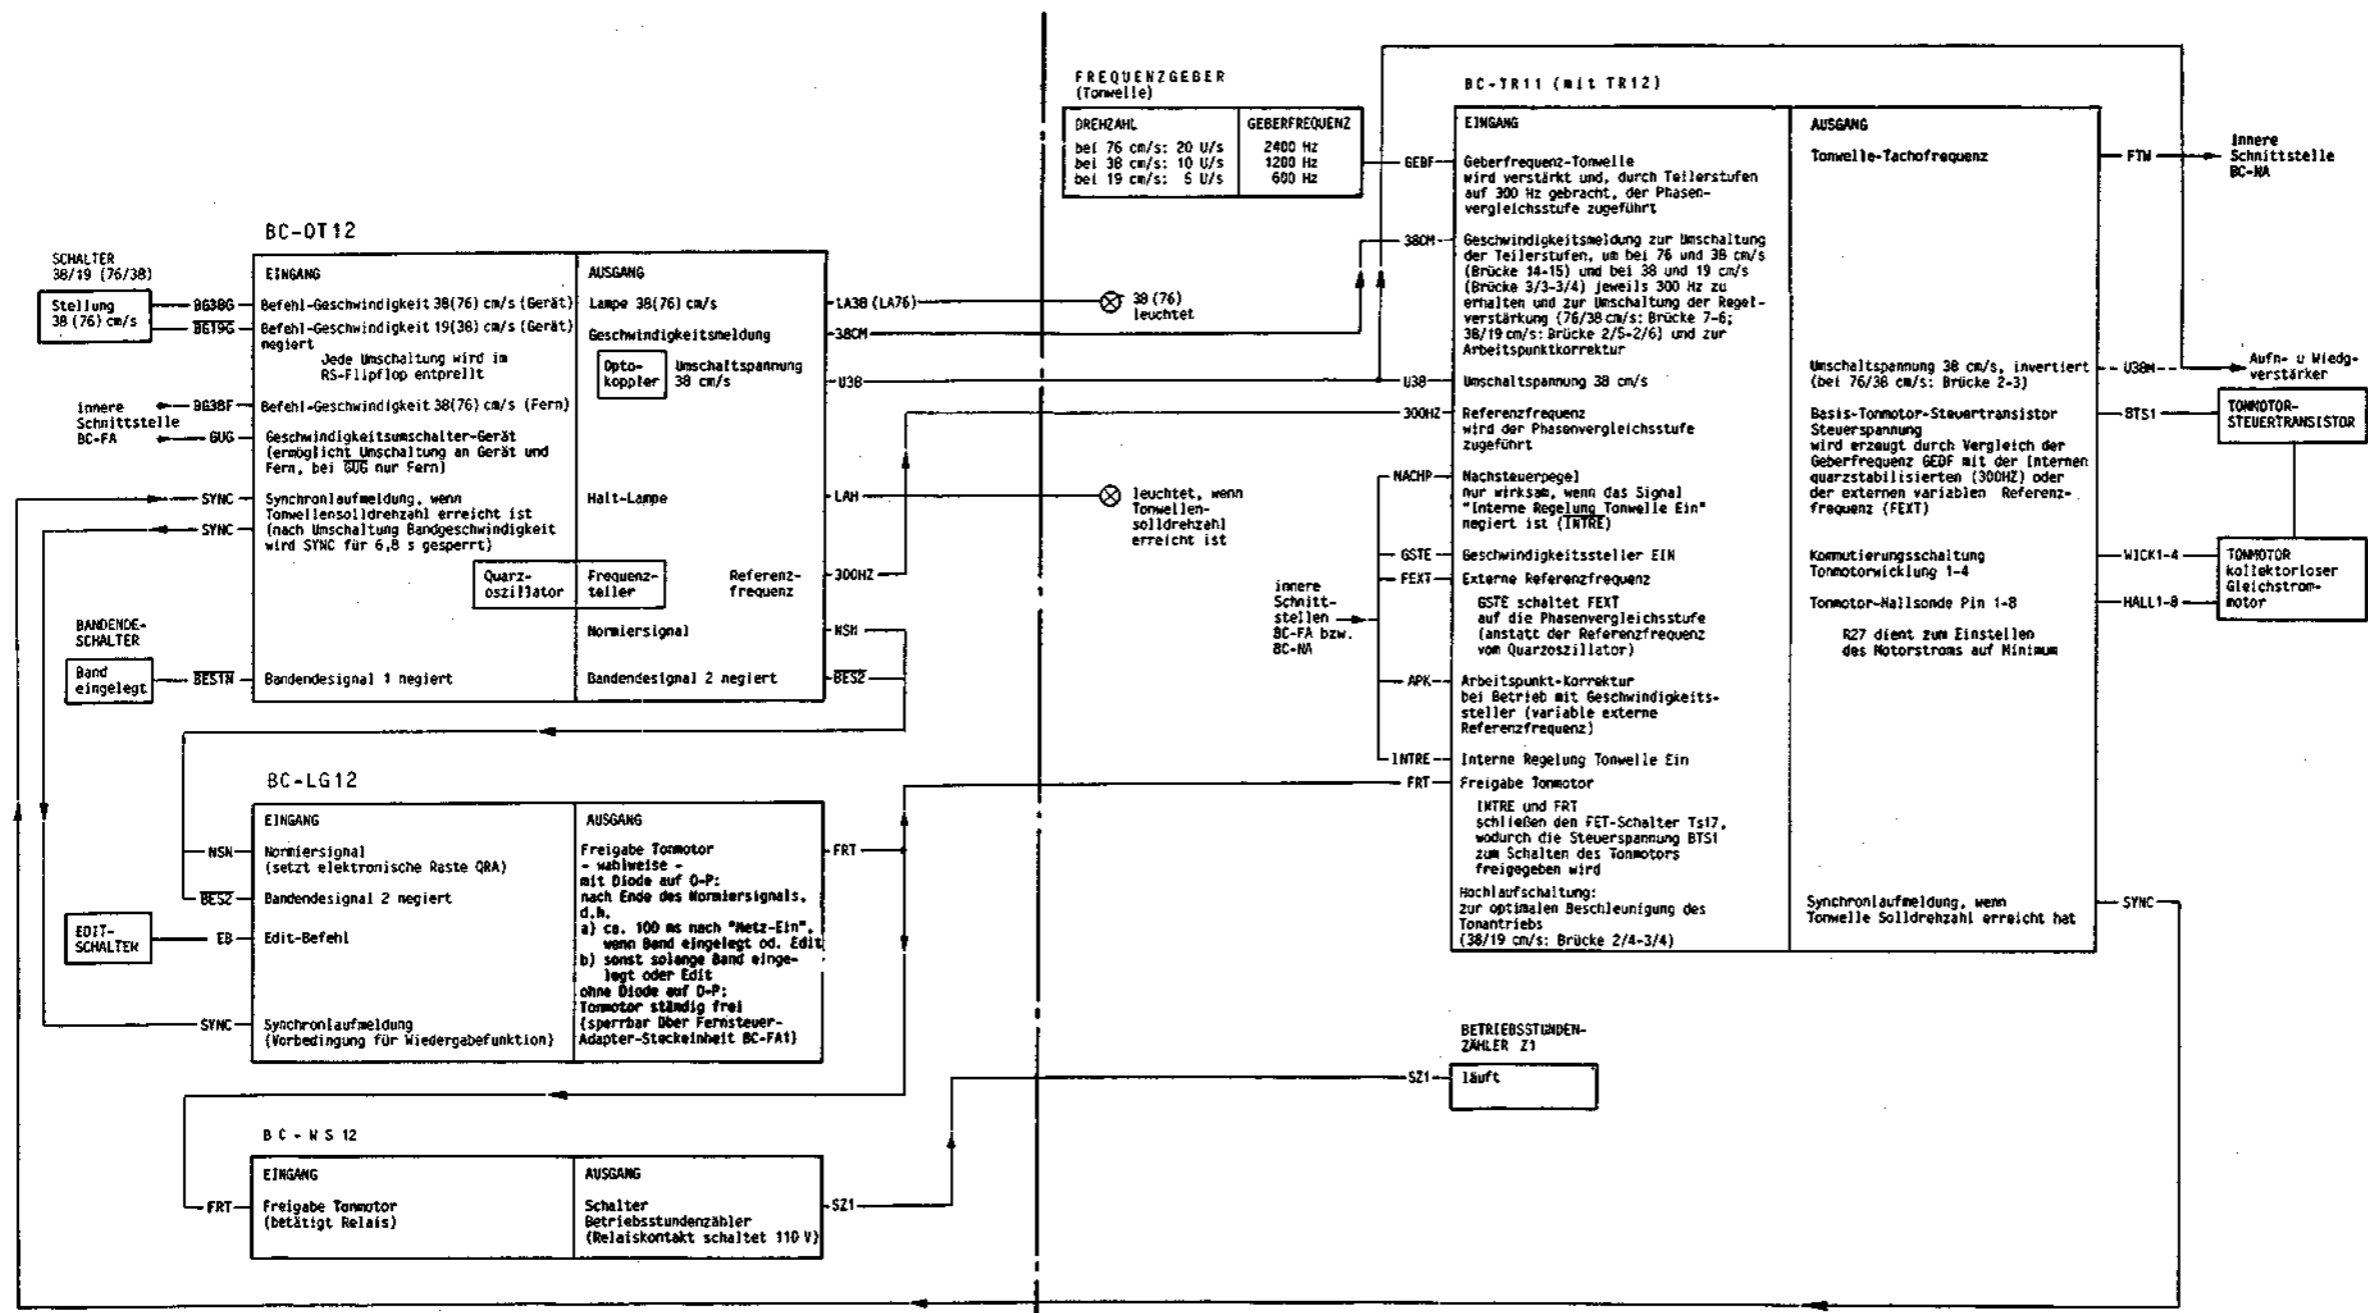 BC-OT12
SCHALTER
38/19 (76/38)
Stellung
38 (76) cm/s
BG38G
BG19G
EINGANG
Befehl-Geschwindigkeit 38(76) cm/s (Gerät)
Befehl-Geschwindigkeit 19(38) cm/s (Gerät)
negiert
Jede Umschaltung wird im
RS-Flipflop entprellt
innere
Schnittstelle
BC-FA
BG38F
Befehl-Geschwindigkeit 38(76) cm/s (Fern)
GUG
Geschwindigkeitsumschalter-Gerät
(ermöglicht Umschaltung an Gerät und
Fern, bei GUG nur Fern)
SYNC
SYNC
Synchronlaufmeldung, wenn
Tonwellensolldrehzahl erreicht ist
(nach Umschaltung Bandgeschwindigkeit
wird SYNC für 6,8 s gesperrt)
Quarz-
oszillator
Frequenz-
teiler
BANDENDE-
SCHALTER
Band
eingelegt
BES1N
Bandendesignal 1 negiert
AUSGANG
Lampe 38(76) cm/s
Geschwindigkeitsmeldung
Opto-
koppler
Umschaltspannung
38 cm/s
Halt-Lampe
Referenz-
frequenz
Normiersignal
Bandendesignal 2 negiert
LA38 (LA76)
38CM
U38
LAH
300HZ
NSN
BES2
38 (76)
leuchtet
leuchtet, wenn
Tonwellen-
solldrehzahl
erreicht ist
BC-LG12
EINGANG
NSN
Normiersignal
(setzt elektronische Raste QRA)
BES2
Bandendesignal 2 negiert
EDIT-
SCHALTER
EB
Edit-Befehl
SYNC
Synchronlaufmeldung
(Vorbedingung für Wiedergabefunktion)
AUSGANG
Freigabe Tonmotor
- wahlweise -
mit Diode auf O-P:
nach Ende des Normiersignals,
d.h.
a) ca. 100 ms nach "Netz-Ein",
wenn Band eingelegt od. Edit
b) sonst solange Band einge-
legt oder Edit
ohne Diode auf O-P:
Tonmotor ständig frei
(sperrbar über Fernsteuer-
Adapter-Steckeinheit BC-FA1)
FRT
BC-WS 12
EINGANG
FRT
Freigabe Tonmotor
(betätigt Relais)
AUSGANG
Schalter
Betriebsstundenzähler
(Relaiskontakt schaltet 110 V)
SZ1
FREQUENZGEBER
(Tonwelle)
DREHZAHL
GEBERFREQUENZ
bei 76 cm/s: 20 U/s 2400 Hz
bei 38 cm/s: 10 U/s 1200 Hz
bei 19 cm/s: 5 U/s 600 Hz
BC-TR11 (mit TR12)
EINGANG
GEBF
Geberfrequenz-Tonwelle
wird verstärkt und, durch Teilerstufen
auf 300 Hz gebracht, der Phasen-
vergleichsstufe zugeführt
38CM
Geschwindigkeitsmeldung zur Umschaltung
der Teilerstufen, um bei 76 und 38 cm/s
(Brücke 14-15) und bei 38 und 19 cm/s
(Brücke 3/3-3/4) jeweils 300 Hz zu
erhalten und zur Umschaltung der Regel-
verstärkung (76/38 cm/s: Brücke 7-6;
38/19 cm/s: Brücke 2/5-2/6) und zur
Arbeitspunktkorrektur
U38
Umschaltspannung 38 cm/s
300HZ
Referenzfrequenz
wird der Phasenvergleichsstufe
zugeführt
NACHP
Nachsteuerpegel
nur wirksam, wenn das Signal
"Interne Regelung Tonwelle Ein"
negiert ist (INTRE)
innere
Schnitt-
stellen
BC-FA bzw.
BC-NA
GSTE
Geschwindigkeitssteller EIN
FEXT
Externe Referenzfrequenz
GSTE schaltet FEXT
auf die Phasenvergleichsstufe
(anstatt der Referenzfrequenz
vom Quarzoszillator)
APK
Arbeitspunkt-Korrektur
bei Betrieb mit Geschwindigkeits-
steller (variable externe
Referenzfrequenz)
INTRE
Interne Regelung Tonwelle Ein
FRT
Freigabe Tonmotor
INTRE und FRT
schließen den FET-Schalter Ts17,
wodurch die Steuerspannung BTS1
zum Schalten des Tonmotors
freigegeben wird
Hochlaufschaltung:
zur optimalen Beschleunigung des
Tonantriebs
(38/19 cm/s: Brücke 2/4-3/4)
AUSGANG
Tonwelle-Tachofrequenz
FTW
Innere
Schnittstelle
BC-NA
Umschaltspannung 38 cm/s, invertiert
(bei 76/38 cm/s: Brücke 2-3)
U38M
Aufn- u Wiedg-
verstärker
Basis-Tonmotor-Steuertransistor
Steuerspannung
wird erzeugt durch Vergleich der
Geberfrequenz GEDF mit der internen
quarzstabilisierten (300HZ) oder
der externen variablen Referenz-
frequenz (FEXT)
BTS1
TONMOTOR-
STEUERTRANSISTOR
Kommutierungsschaltung
Tonmotorwicklung 1-4
WICK1-4
Tonmotor-Hallsonde Pin 1-8
HALL1-8
TONMOTOR
kollektorloser
Gleichstrom-
motor
R27 dient zum Einstellen
des Motorstroms auf Minimum
Synchronlaufmeldung, wenn
Tonwelle Solldrehzahl erreicht hat
SYNC
BETRIEBSSTUNDEN-
ZÄHLER Z1
SZ1
läuft